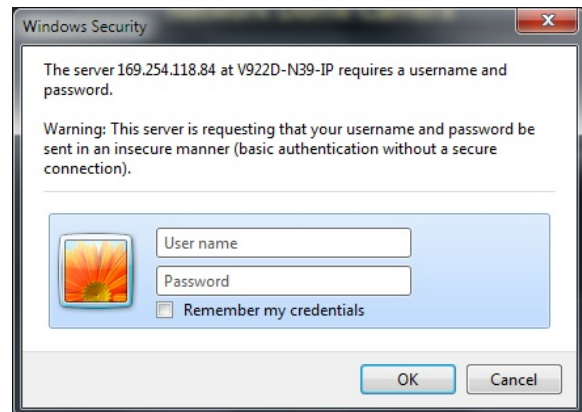 Windows Security
The server 169.254.118.84 at V922D-N39-IP requires a username and
password.
Warning: This server is requesting that your username and password be
sent in an insecure manner (basic authentication without a secure
connection).
User name
Password
Remember my credentials
OK
Cancel